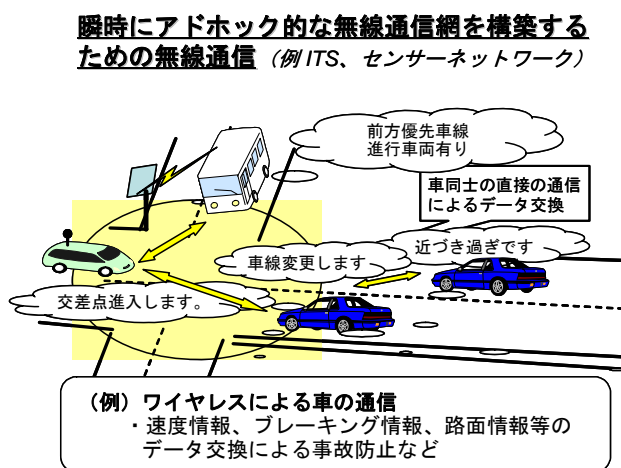 瞬時にアドホック的な無線通信網を構築する
ための無線通信（例 ITS、センサーネットワーク）
前方優先車線
進行車両有り
車同士の直接の通信
によるデータ交換
近づき過ぎです
車線変更します
交差点進入します。
（例）ワイヤレスによる車の通信
・速度情報、ブレーキング情報、路面情報等の
データ交換による事故防止など